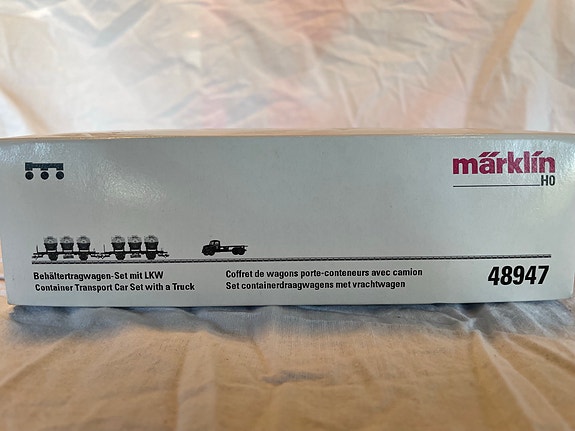 märklín
H0
Behältertragwagen-Set mit LKW
Container Transport Car Set with a Truck
Coffret de wagons porte-conteneurs avec camion
Set containerdraagwagens met vrachtwagen
48947